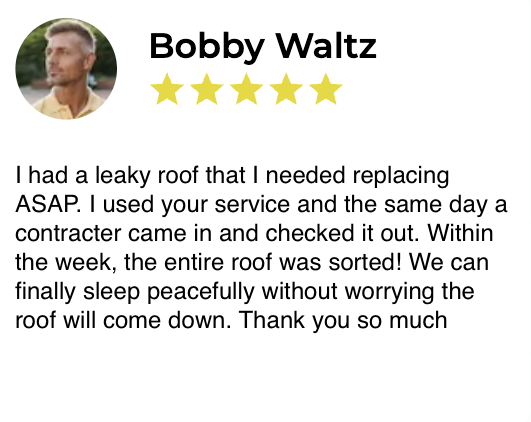 Bobby Waltz
I had a leaky roof that I needed replacing
ASAP. I used your service and the same day a
contracter came in and checked it out. Within
the week, the entire roof was sorted! We can
finally sleep peacefully without worrying the
roof will come down. Thank you so much